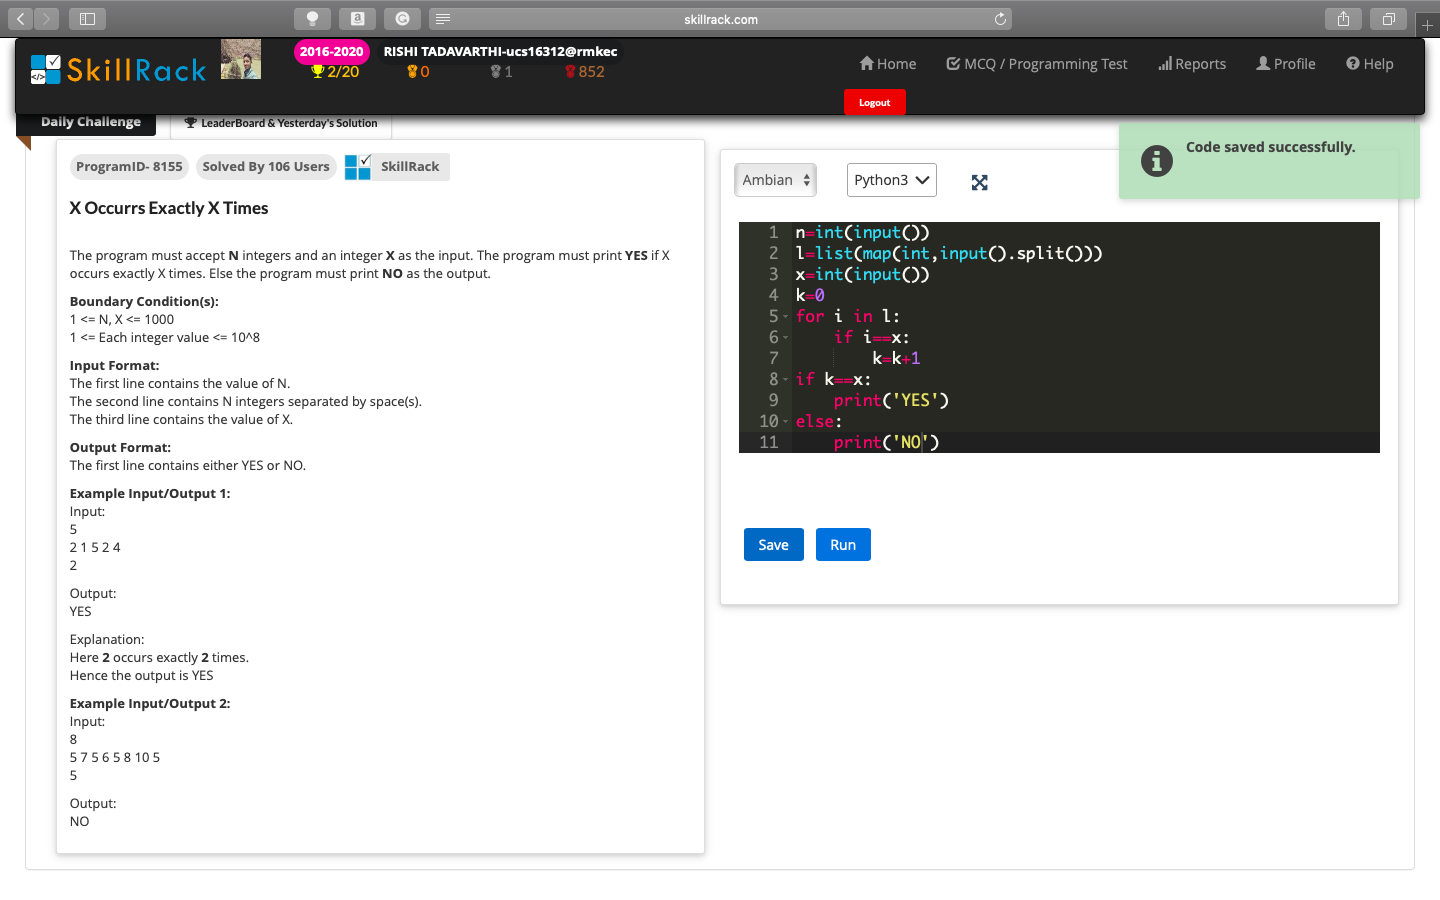 skillrack.com
SkillRack
2016-2020 RISHI TADAVARTHI-ucs16312@rmkec
2/20 0 1 852
Home MCQ / Programming Test Reports Profile Help
Logout
Daily Challenge LeaderBoard & Yesterday's Solution
Code saved successfully.
ProgramID- 8155 Solved By 106 Users SkillRack
X Occurrs Exactly X Times
The program must accept N integers and an integer X as the input. The program must print YES if X
occurs exactly X times. Else the program must print NO as the output.
Boundary Condition(s):
1 <= N, X <= 1000
1 <= Each integer value <= 10^8
Input Format:
The first line contains the value of N.
The second line contains N integers separated by space(s).
The third line contains the value of X.
Output Format:
The first line contains either YES or NO.
Example Input/Output 1:
Input:
5
2 1 5 2 4
2
Output:
YES
Explanation:
Here 2 occurs exactly 2 times.
Hence the output is YES
Example Input/Output 2:
Input:
8
5 7 5 6 5 8 10 5
5
Output:
NO
Ambian Python3
1 n=int(input())
2 l=list(map(int,input().split()))
3 x=int(input())
4 k=0
5 for i in l:
6 if i==x:
7 k=k+1
8 if k==x:
9 print('YES')
10 else:
11 print('NO')
Save Run